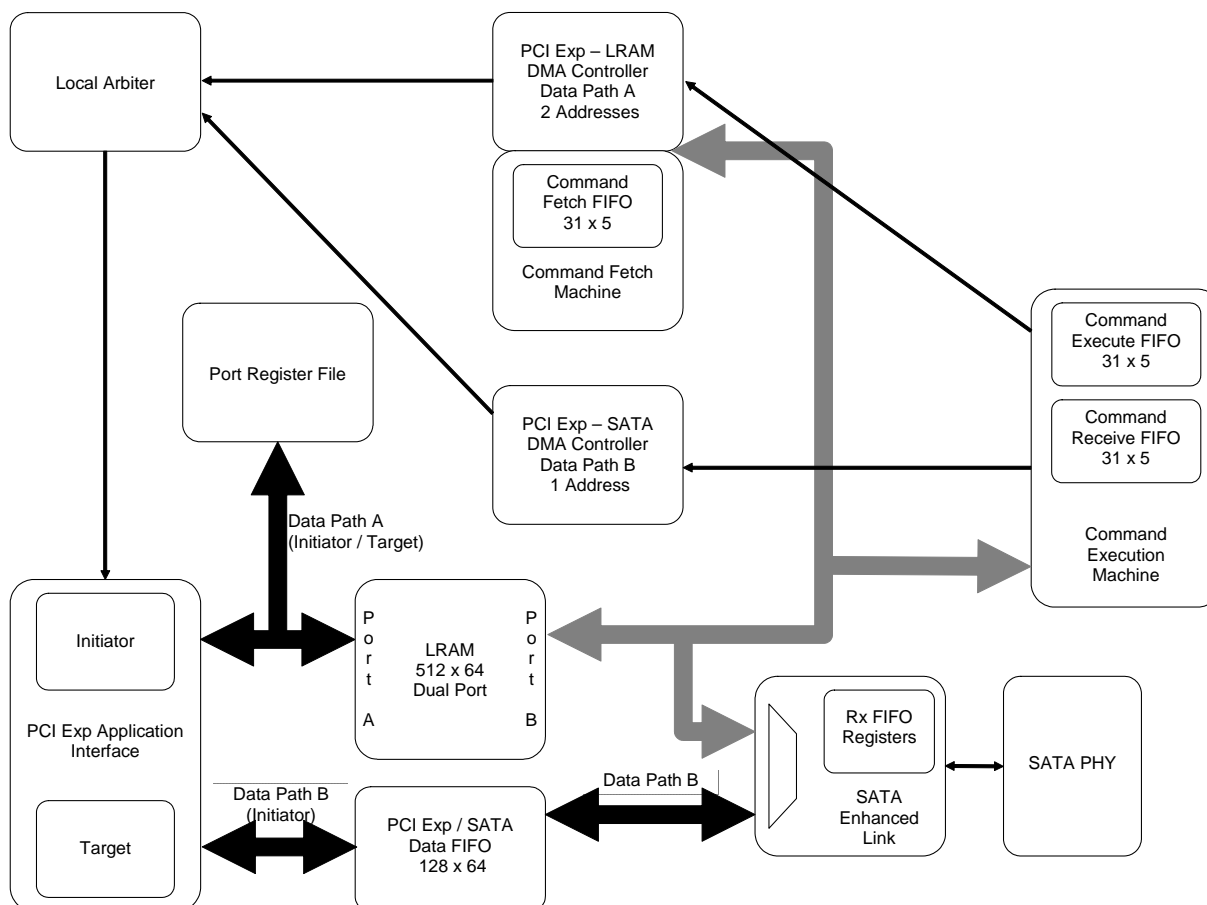 Local Arbiter
PCI Exp – LRAM
DMA Controller
Data Path A
2 Addresses
Command
Fetch FIFO
31 x 5
Command Fetch
Machine
Command
Execute FIFO
31 x 5
Command
Receive FIFO
31 x 5
Command
Execution
Machine
Port Register File
PCI Exp – SATA
DMA Controller
Data Path B
1 Address
Data Path A
(Initiator / Target)
Initiator
PCI Exp Application
Interface
Target
Port A
LRAM
512 x 64
Dual Port
Port B
Data Path B
(Initiator)
PCI Exp / SATA
Data FIFO
128 x 64
Data Path B
Rx FIFO
Registers
SATA
Enhanced
Link
SATA PHY